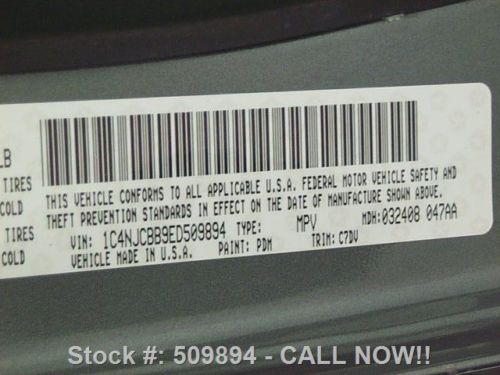 LB
TIRES
COLD
TIRES
COLD
THIS VEHICLE CONFORMS TO ALL APPLICABLE U.S.A. FEDERAL MOTOR VEHICLE SAFETY AND
THEFT PREVENTION STANDARDS IN EFFECT ON THE DATE OF MANUFACTURE SHOWN ABOVE.
VIN: 1C4NJCBB9ED509894 TYPE: MPV MDH:032408 047AA
VEHICLE MADE IN U.S.A. PAINT: PDM TRIM: C7DV
Stock #: 509894 - CALL NOW!!